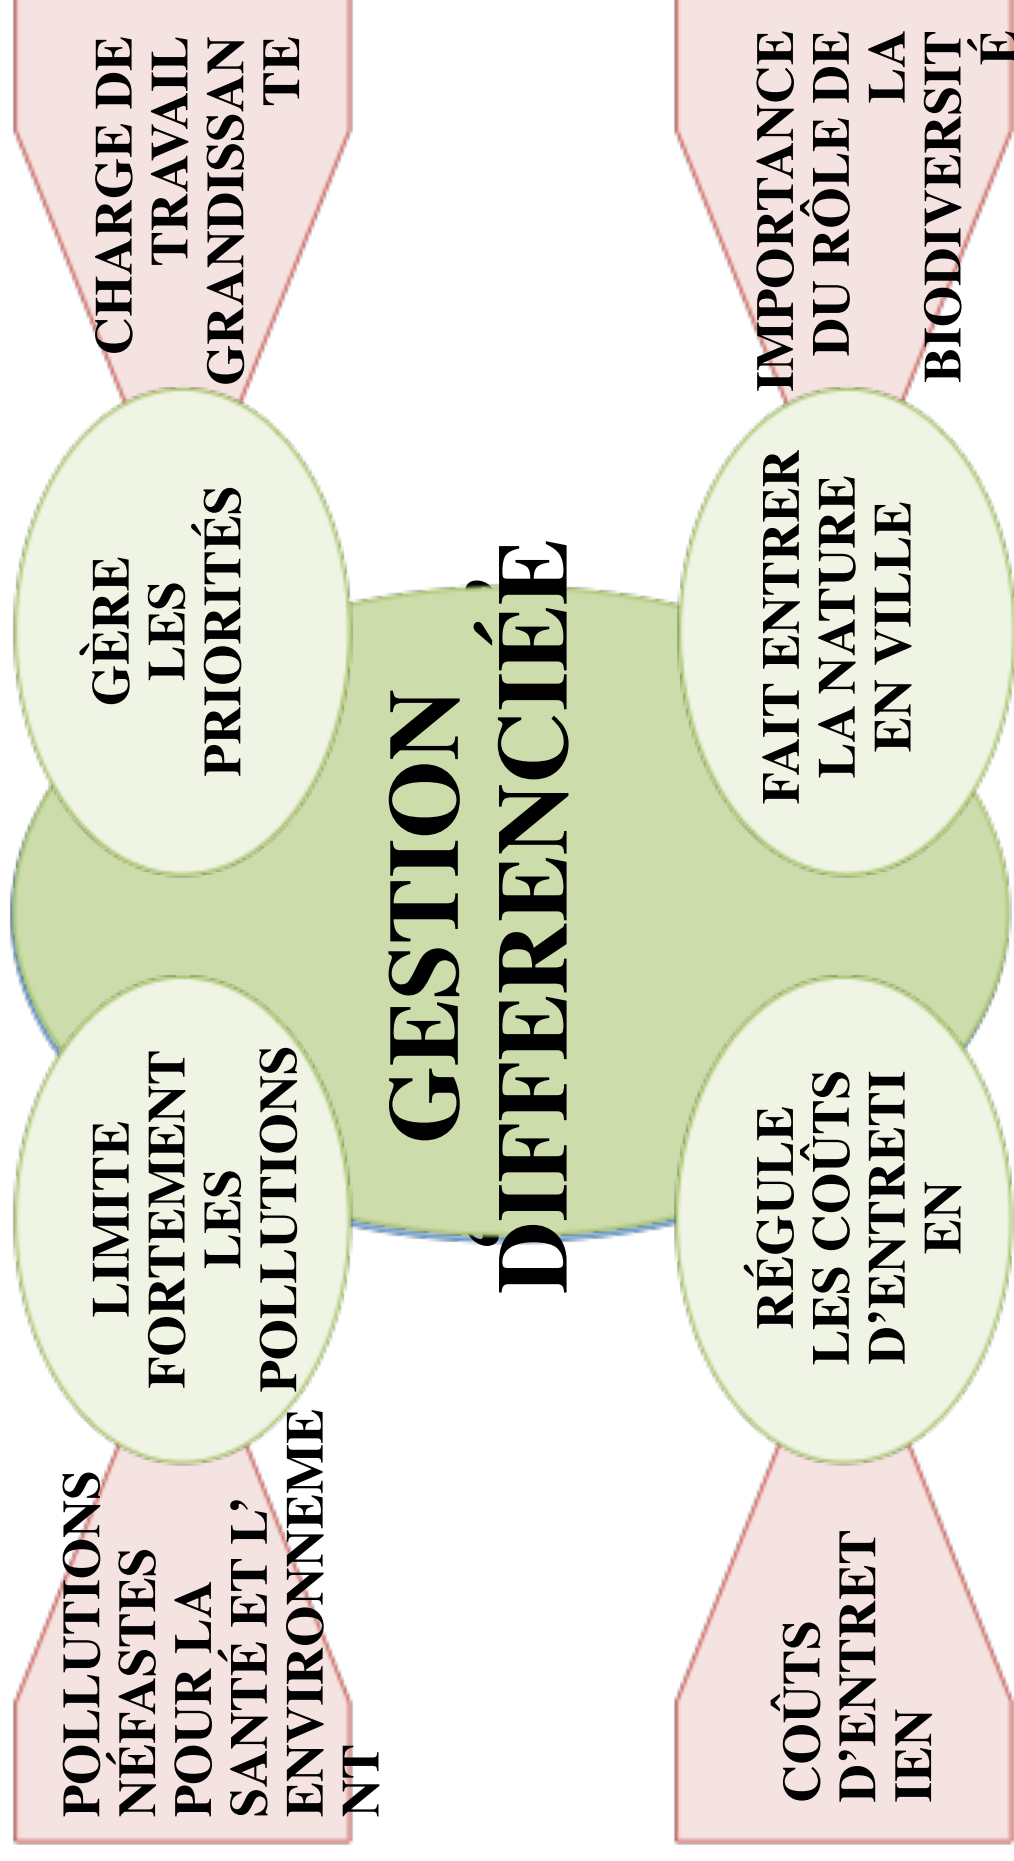 POLLUTIONS
NÉFASTES
POUR LA
SANTÉ ET L’
ENVIRONNEME
NT
LIMITE
FORTEMENT
LES
POLLUTIONS
GÈRE
LES
PRIORITÉS
CHARGE DE
TRAVAIL
GRANDISSAN
TE
GESTION
DIFFERENCIÉE
COÛTS
D’ENTRET
IEN
RÉGULE
LES COÛTS
D’ENTRETI
EN
FAIT ENTRER
LA NATURE
EN VILLE
IMPORTANCE
DU RÔLE DE
LA
BIODIVERSIT
É